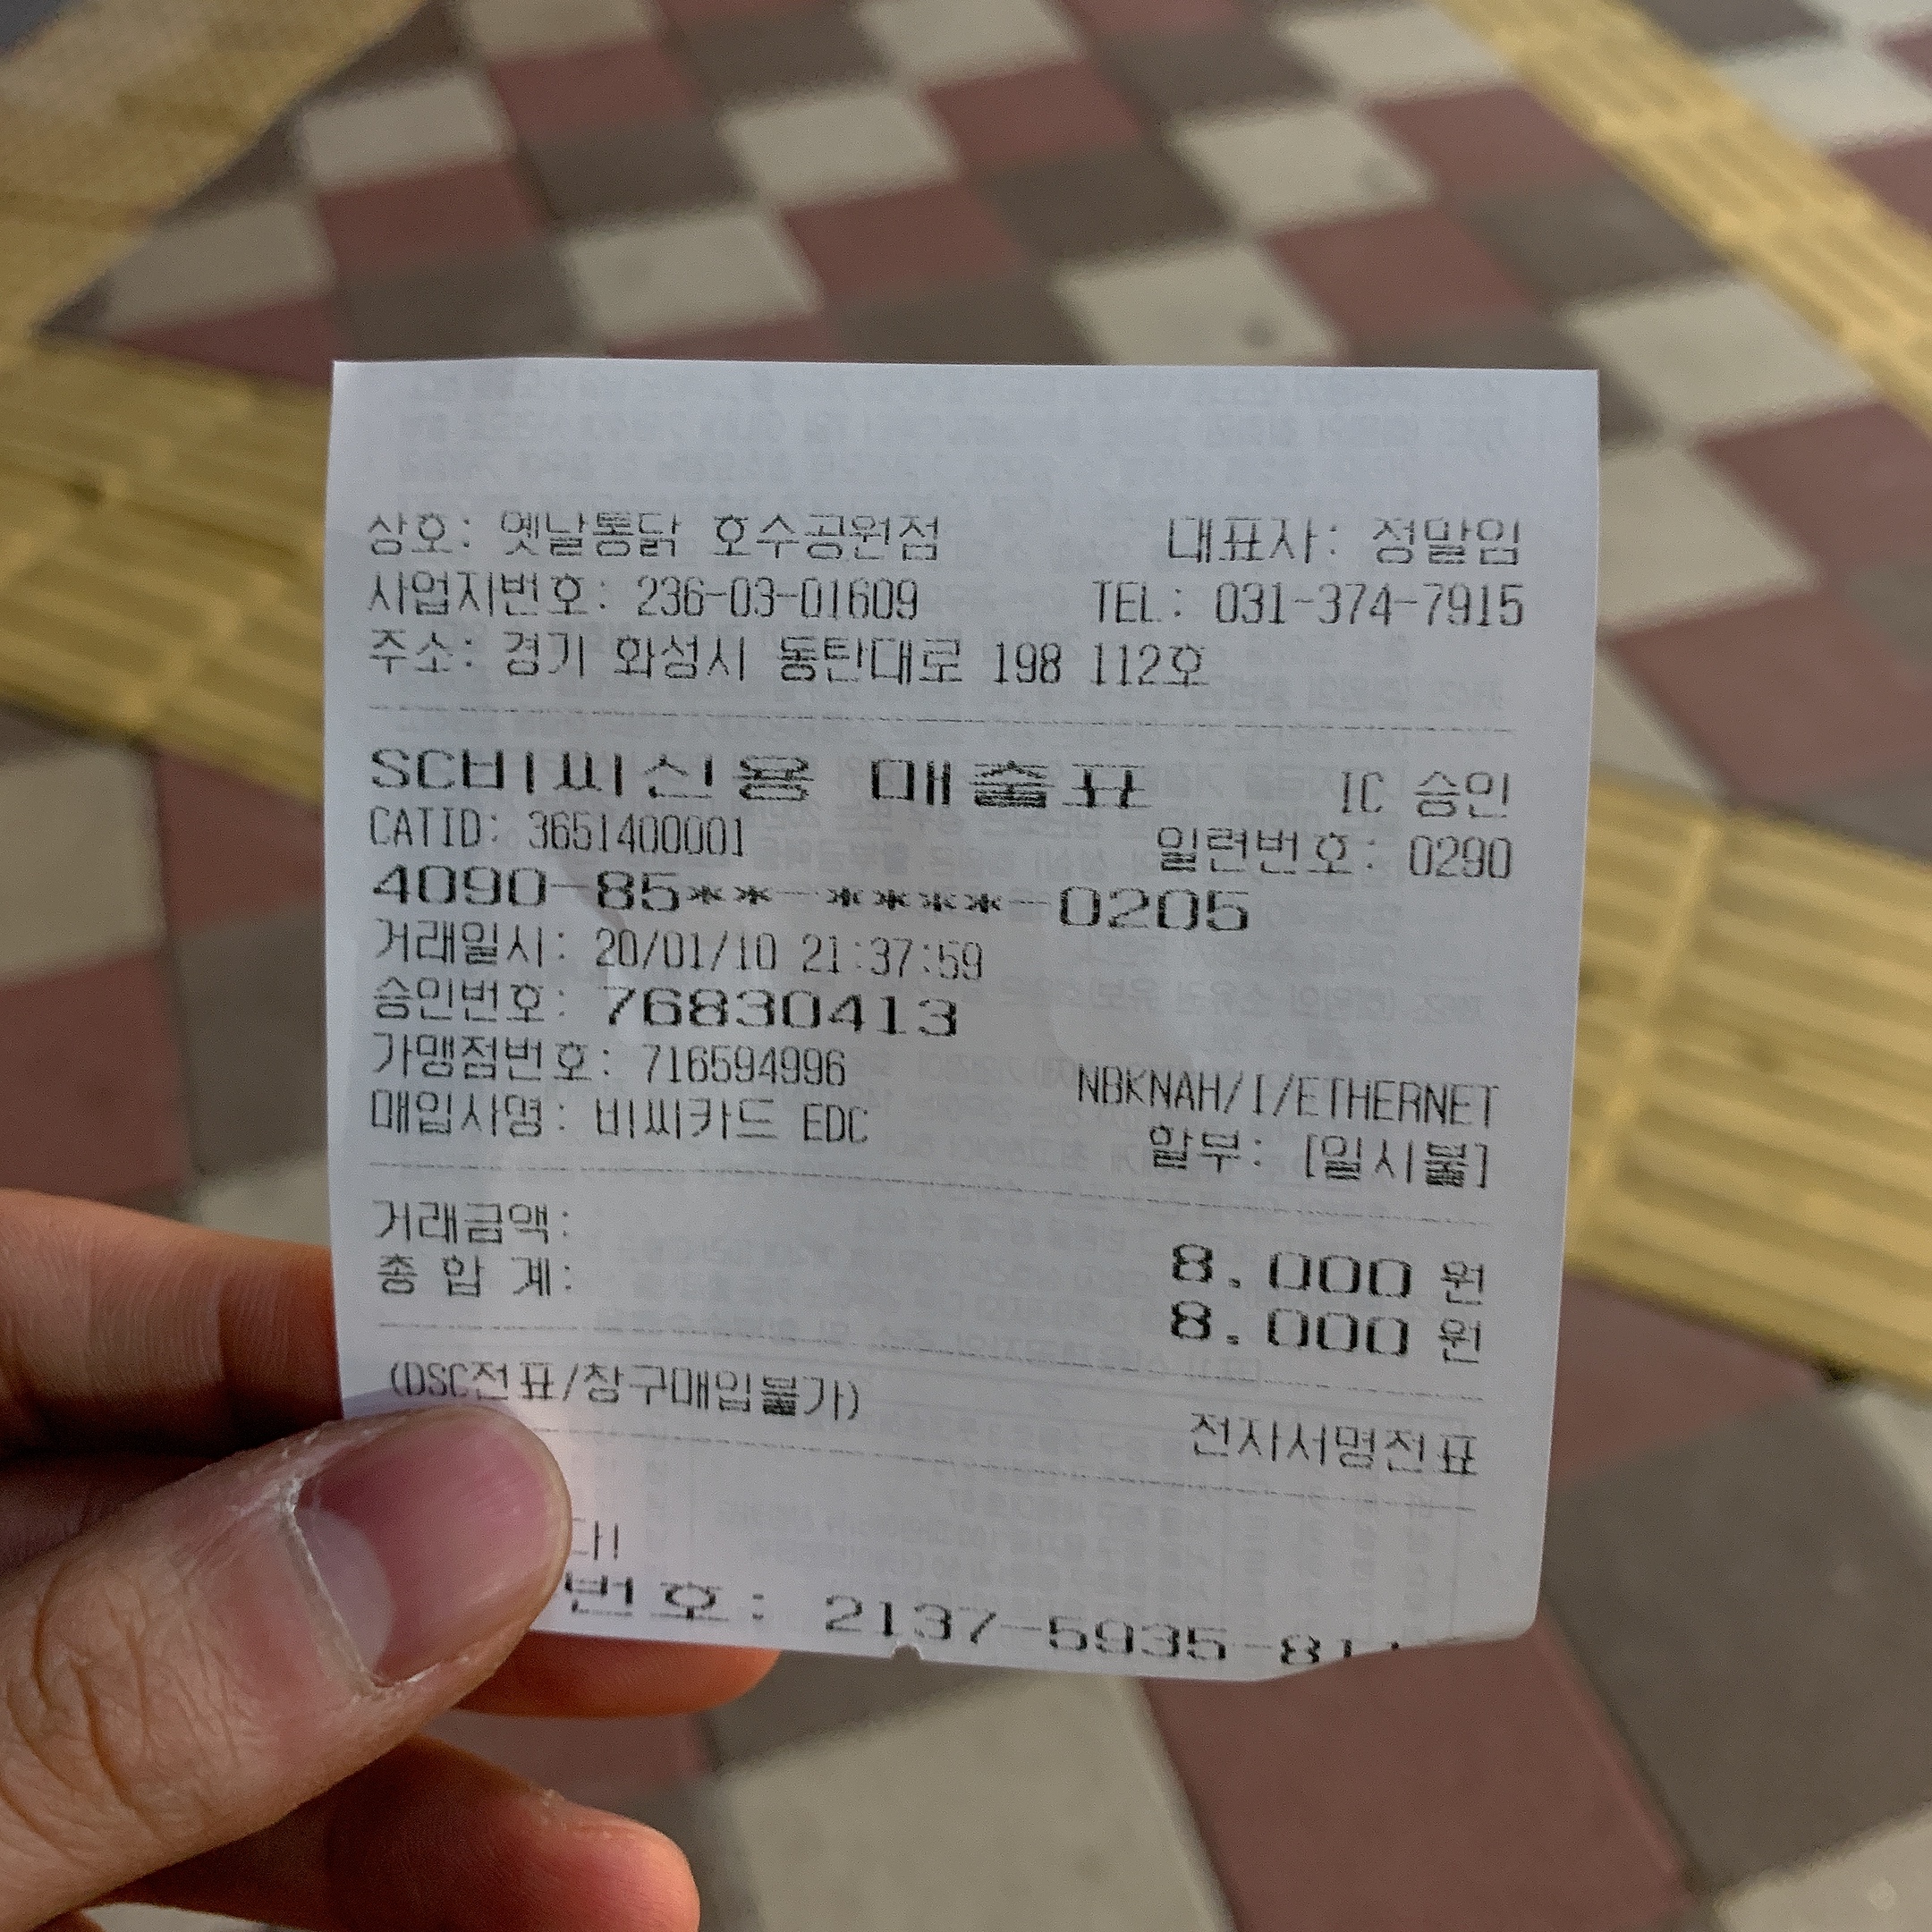 상호: 옛날통닭 호수공원점 대표자: 정말임
사업자번호: 236-03-01609 TEL: 031-374-7915
주소: 경기 화성시 동탄대로 198 112호
SC비씨신용 매출표 IC 승인
CATID: 3651400001 일련번호: 0290
4090-85**-****-0205
거래일시: 20/01/10 21:37:59
승인번호: 76830413
가맹점번호: 716594996 NBKNAH/I/ETHERNET
매입사명: 비씨카드 EDC 할부: [일시불]
거래금액: 8,000 원
총 합 계: 8,000 원
(DSC전표/창구매입불가) 전자서명전표
다!
번호: 2137-5935-81